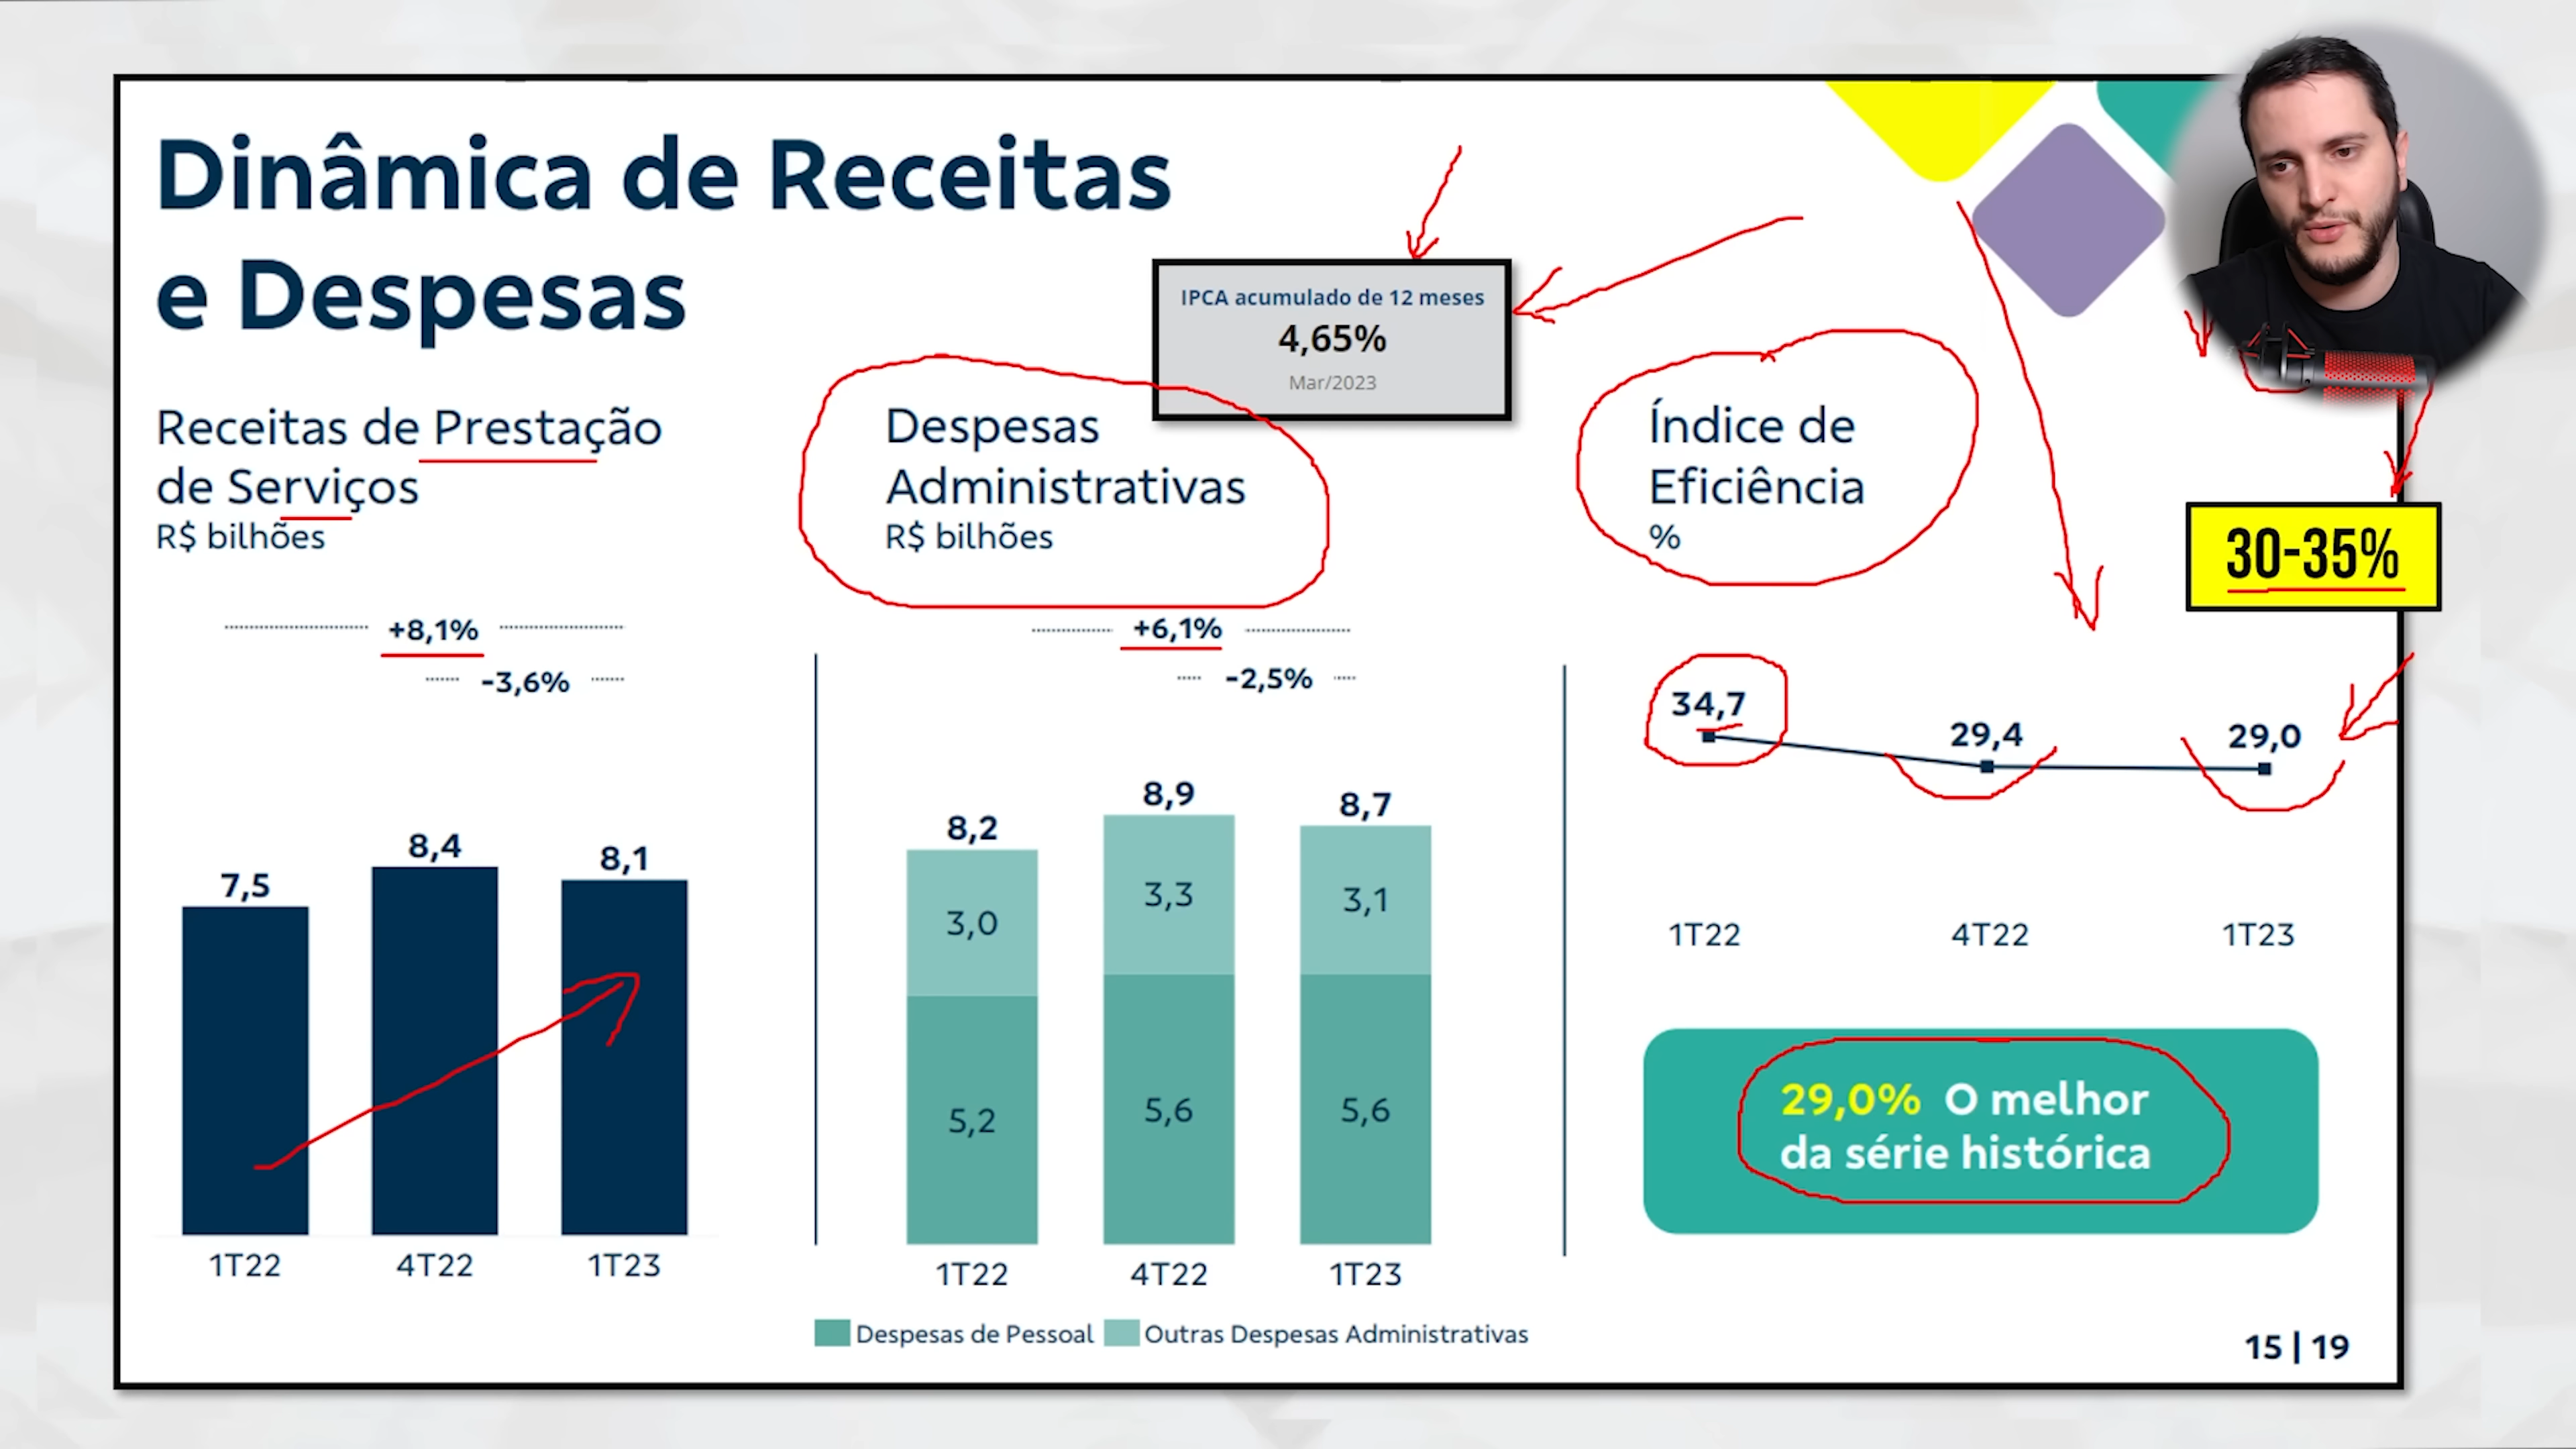 Dinâmica de Receitas
e Despesas
IPCA acumulado de 12 meses
4,65%
Mar/2023
Receitas de Prestação
de Serviços
R$ bilhões
+8,1%
-3,6%
7,5
8,4
8,1
1T22
4T22
1T23
Despesas
Administrativas
R$ bilhões
+6,1%
-2,5%
8,2
8,9
8,7
3,0
3,3
3,1
5,2
5,6
5,6
1T22
4T22
1T23
Despesas de Pessoal
Outras Despesas Administrativas
Índice de
Eficiência
%
30-35%
34,7
29,4
29,0
1T22
4T22
1T23
29,0% O melhor
da série histórica
15 | 19